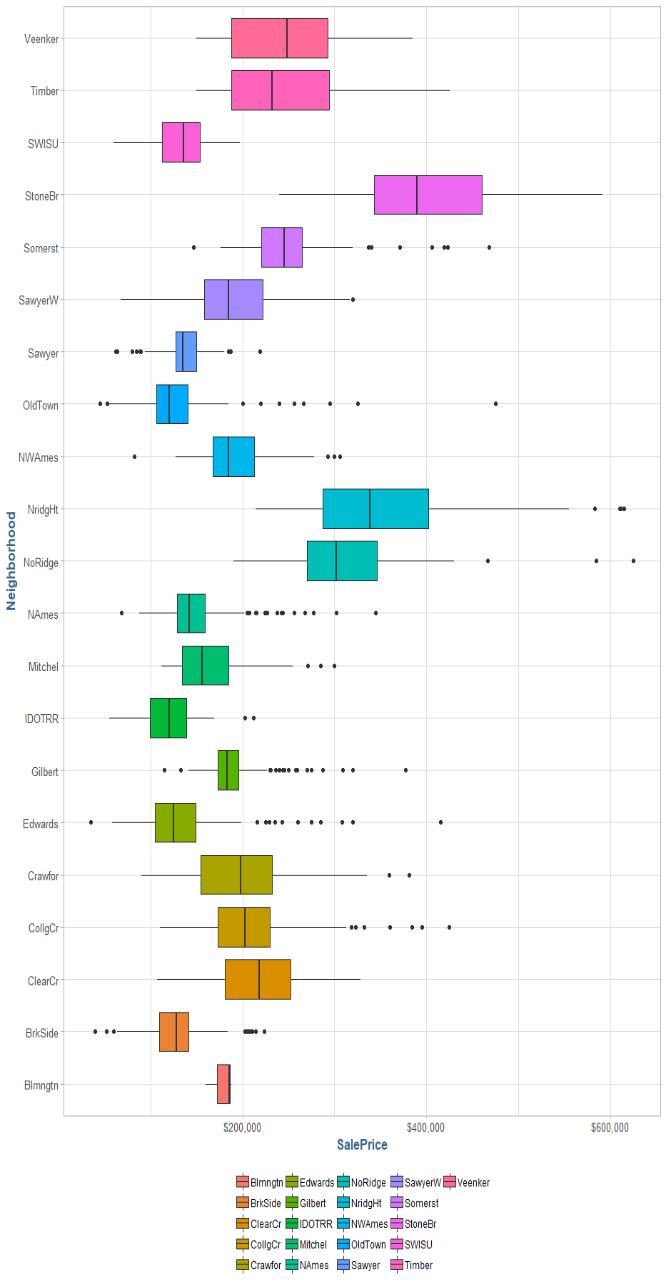 Veenker
Timber
SWISU
StoneBr
Somerst
SawyerW
Sawyer
OldTown
NWAmes
NridgHt
NoRidge
NAmes
Mitchel
IDOTRR
Gilbert
Edwards
Crawfor
CollgCr
ClearCr
BrkSide
Blmngtn
Neighborhood
$200,000 $400,000 $600,000
SalePrice
Blmngtn Edwards NoRidge SawyerW Veenker
BrkSide Gilbert NridgHt Somerst
ClearCr IDOTRR NWAmes StoneBr
CollgCr Mitchel OldTown SWISU
Crawfor NAmes Sawyer Timber